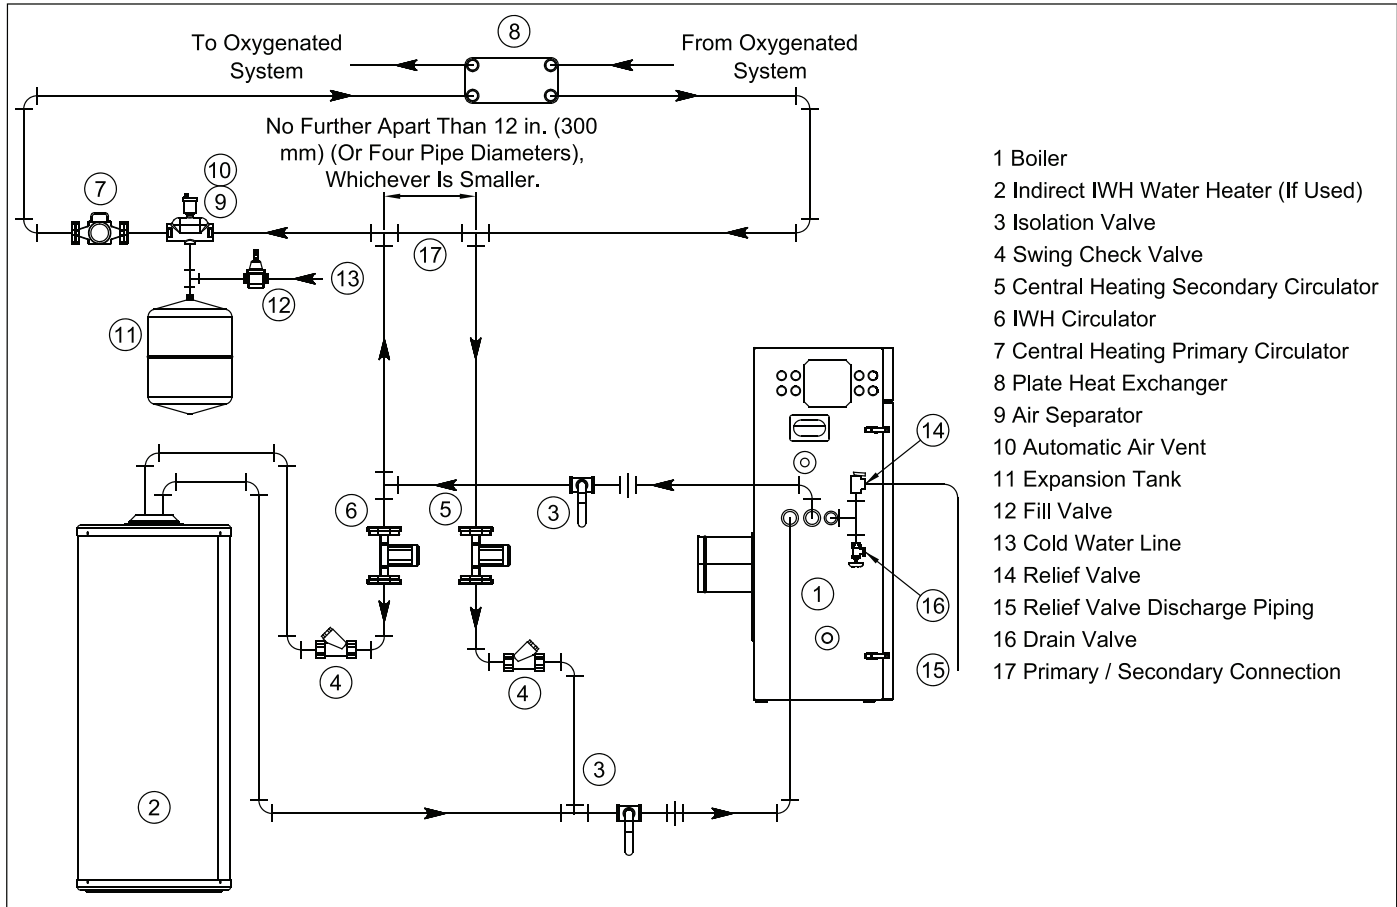 8
To Oxygenated
System
From Oxygenated
System
No Further Apart Than 12 in. (300
mm) (Or Four Pipe Diameters),
Whichever Is Smaller.
10
7
9
17
13
12
11
14
6
5
3
1
16
4
4
15
3
2
1 Boiler
2 Indirect IWH Water Heater (If Used)
3 Isolation Valve
4 Swing Check Valve
5 Central Heating Secondary Circulator
6 IWH Circulator
7 Central Heating Primary Circulator
8 Plate Heat Exchanger
9 Air Separator
10 Automatic Air Vent
11 Expansion Tank
12 Fill Valve
13 Cold Water Line
14 Relief Valve
15 Relief Valve Discharge Piping
16 Drain Valve
17 Primary / Secondary Connection